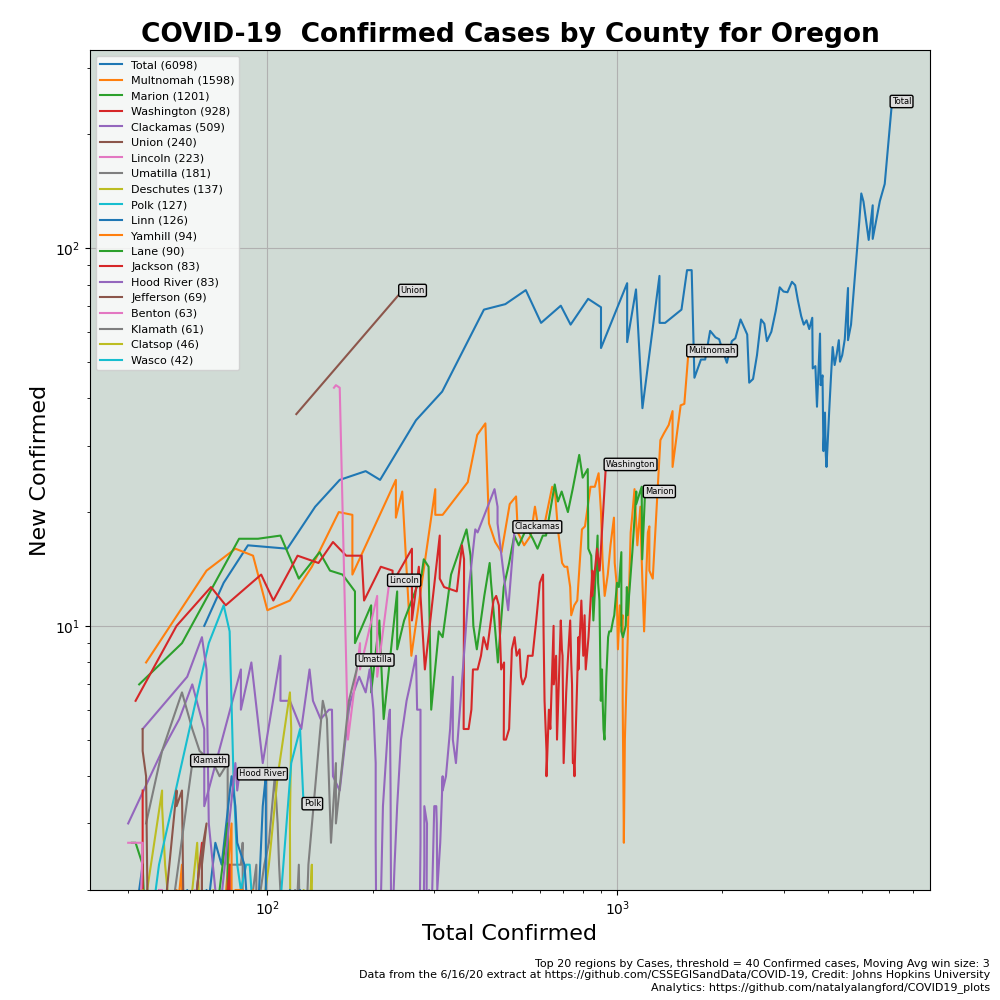 COVID-19  Confirmed Cases by County for Oregon
Total (6098)
Multnomah (1598)
Marion (1201)
Washington (928)
Clackamas (509)
Union (240)
Lincoln (223)
Umatilla (181)
Deschutes (137)
Polk (127)
Linn (126)
Yamhill (94)
Lane (90)
Jackson (83)
Hood River (83)
Jefferson (69)
Benton (63)
Klamath (61)
Clatsop (46)
Wasco (42)
Total
Union
Multnomah
Washington
Marion
Clackamas
Lincoln
Umatilla
Klamath
Hood River
Polk
New Confirmed
10²
10¹
10²
10³
Total Confirmed
Top 20 regions by Cases, threshold = 40 Confirmed cases, Moving Avg win size: 3
Data from the 6/16/20 extract at https://github.com/CSSEGISandData/COVID-19, Credit: Johns Hopkins University
Analytics: https://github.com/natalyalangford/COVID19_plots